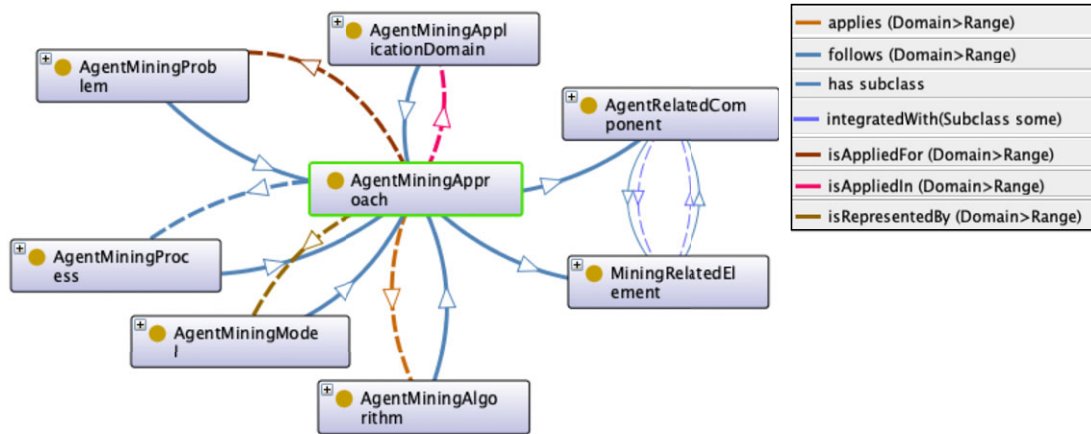 AgentMiningAppl
icationDomain
AgentMiningProb
lem
AgentRelatedCom
ponent
AgentMiningAppr
oach
AgentMiningProc
ess
MiningRelatedEl
ement
AgentMiningMode
l
AgentMiningAlgo
rithm
applies (Domain>Range)
follows (Domain>Range)
has subclass
integratedWith(Subclass some)
isAppliedFor (Domain>Range)
isAppliedIn (Domain>Range)
isRepresentedBy (Domain>Range)